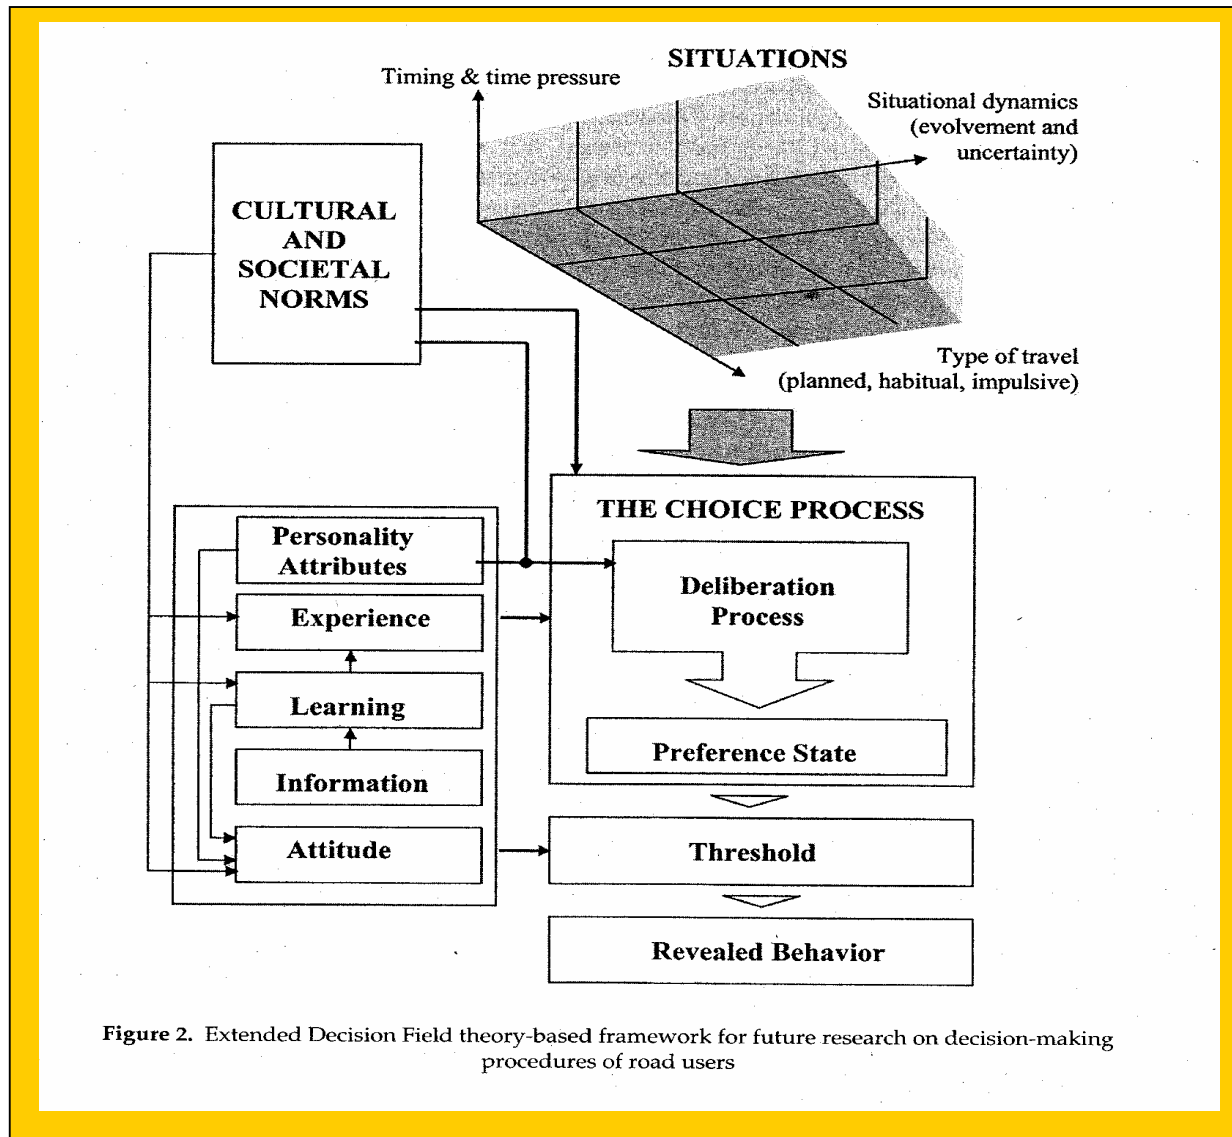 SITUATIONS
Timing & time pressure
Situational dynamics
(evolvement and
uncertainty)
CULTURAL
AND
SOCIETAL
NORMS
Type of travel
(planned, habitual, impulsive)
THE CHOICE PROCESS
Personality
Attributes
Deliberation
Process
Experience
Learning
Preference State
Information
Attitude
Threshold
Revealed Behavior
Figure 2. Extended Decision Field theory-based framework for future research on decision-making
procedures of road users